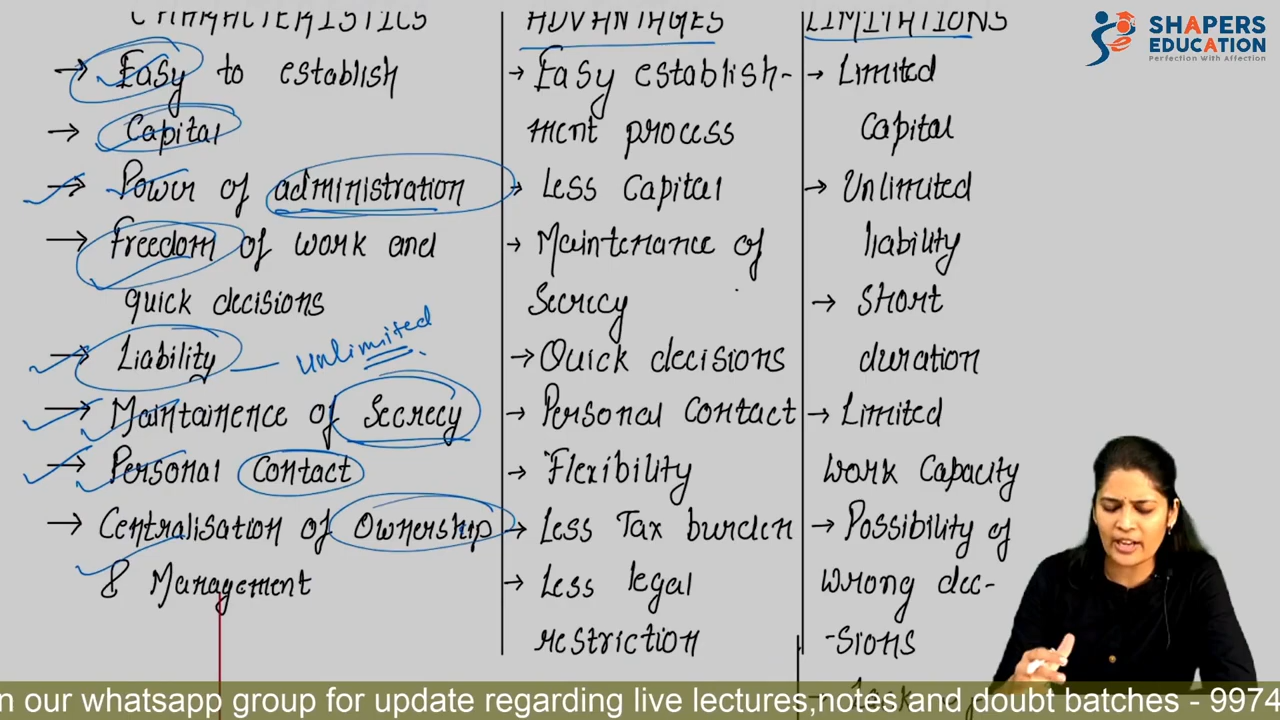 CHARACTERISTICS
→ Easy to establish
→ Capital
→ Power of administration
→ freedom of work and
quick decisions
→ Liability - unlimited
→ Maintainence of Secrecy
→ Personal Contact
→ Centralisation of Ownership
& Management
ADVANTAGES
→ Easy establish-
ment process
→ Less Capital
→ Maintenance of
Secrecy
→ Quick decisions
→ Personal Contact
→ Flexibility
→ Less Tax burden
→ Less legal
restriction
LIMITATIONS
→ Limited
Capital
→ Unlimited
liability
→ Short
duration
→ Limited
work Capacity
→ Possibility of
wrong dec-
-sions
SHAPERS
EDUCATION
Perfection With Affection
n our whatsapp group for update regarding live lectures,notes and doubt batches - 9974